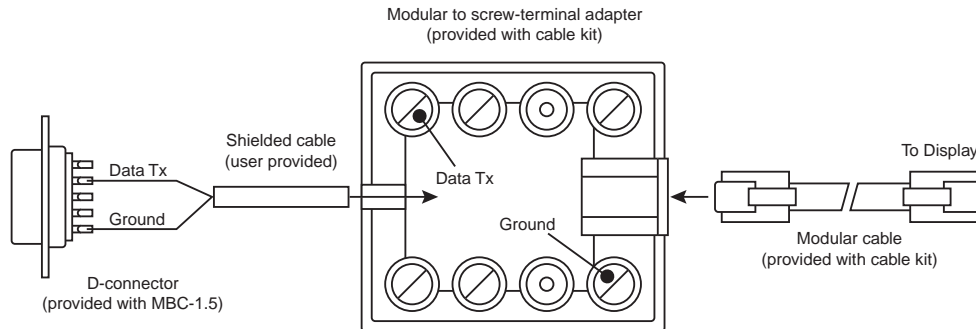 Modular to screw-terminal adapter
(provided with cable kit)
Shielded cable
(user provided)
Data Tx
Ground
D-connector
(provided with MBC-1.5)
Data Tx
Ground
To Display
Modular cable
(provided with cable kit)